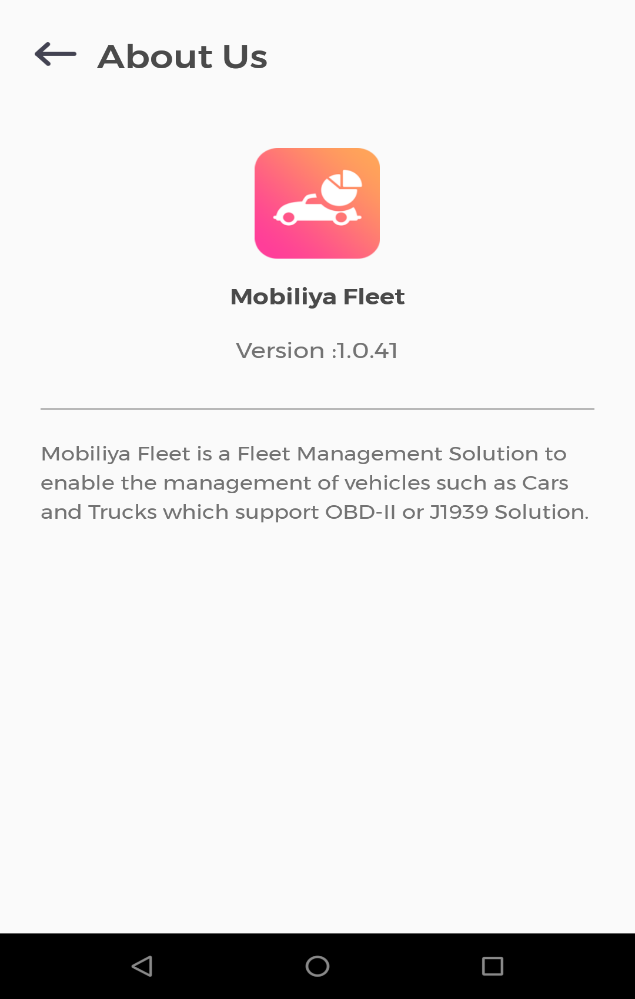 About Us
Mobiliya Fleet
Version :1.0.41
Mobiliya Fleet is a Fleet Management Solution to
enable the management of vehicles such as Cars
and Trucks which support OBD-II or J1939 Solution.